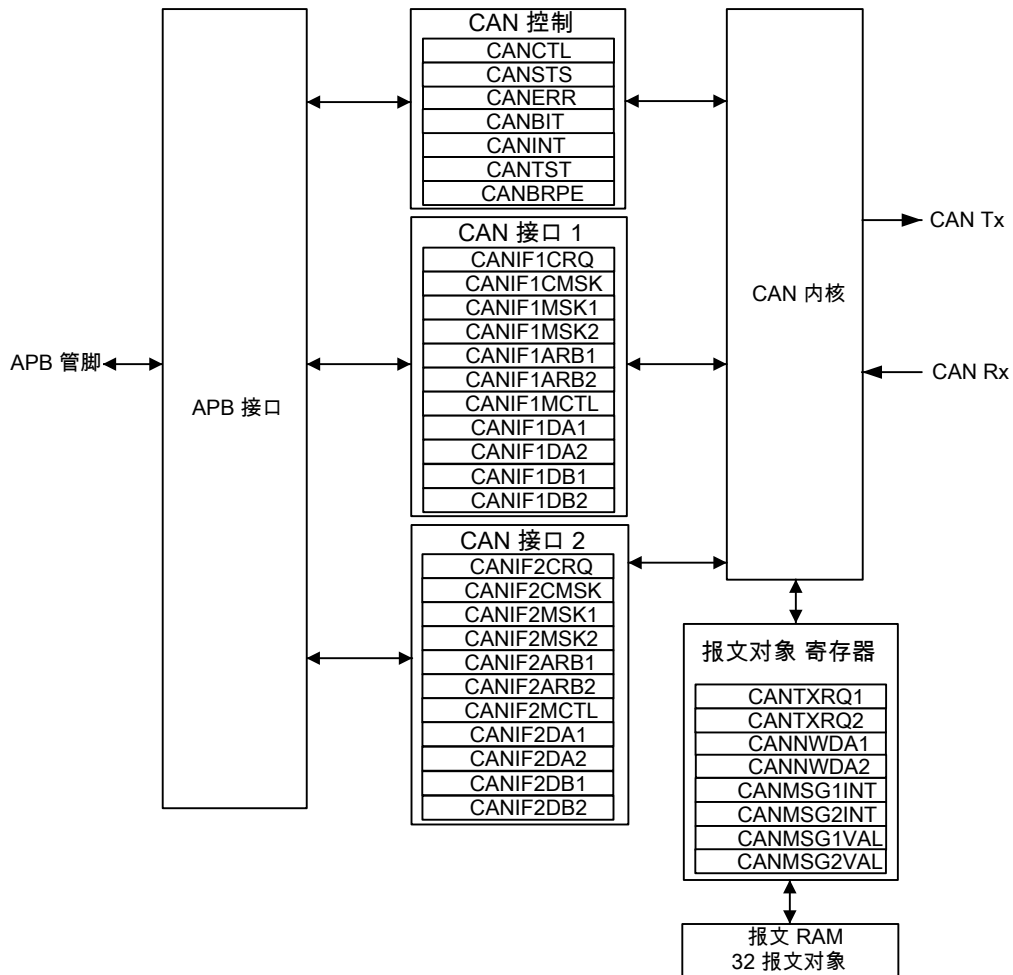 CAN 控制
CANCTL
CANSTS
CANERR
CANBIT
CANINT
CANTST
CANBRPE
CAN 接口 1
CANIF1CRQ
CANIF1CMSK
CANIF1MSK1
CANIF1MSK2
CANIF1ARB1
CANIF1ARB2
CANIF1MCTL
CANIF1DA1
CANIF1DA2
CANIF1DB1
CANIF1DB2
CAN 接口 2
CANIF2CRQ
CANIF2CMSK
CANIF2MSK1
CANIF2MSK2
CANIF2ARB1
CANIF2ARB2
CANIF2MCTL
CANIF2DA1
CANIF2DA2
CANIF2DB1
CANIF2DB2
APB 管脚
APB 接口
CAN 内核
CAN Tx
CAN Rx
报文对象 寄存器
CANTXRQ1
CANTXRQ2
CANNWDA1
CANNWDA2
CANMSG1INT
CANMSG2INT
CANMSG1VAL
CANMSG2VAL
报文 RAM
32 报文对象